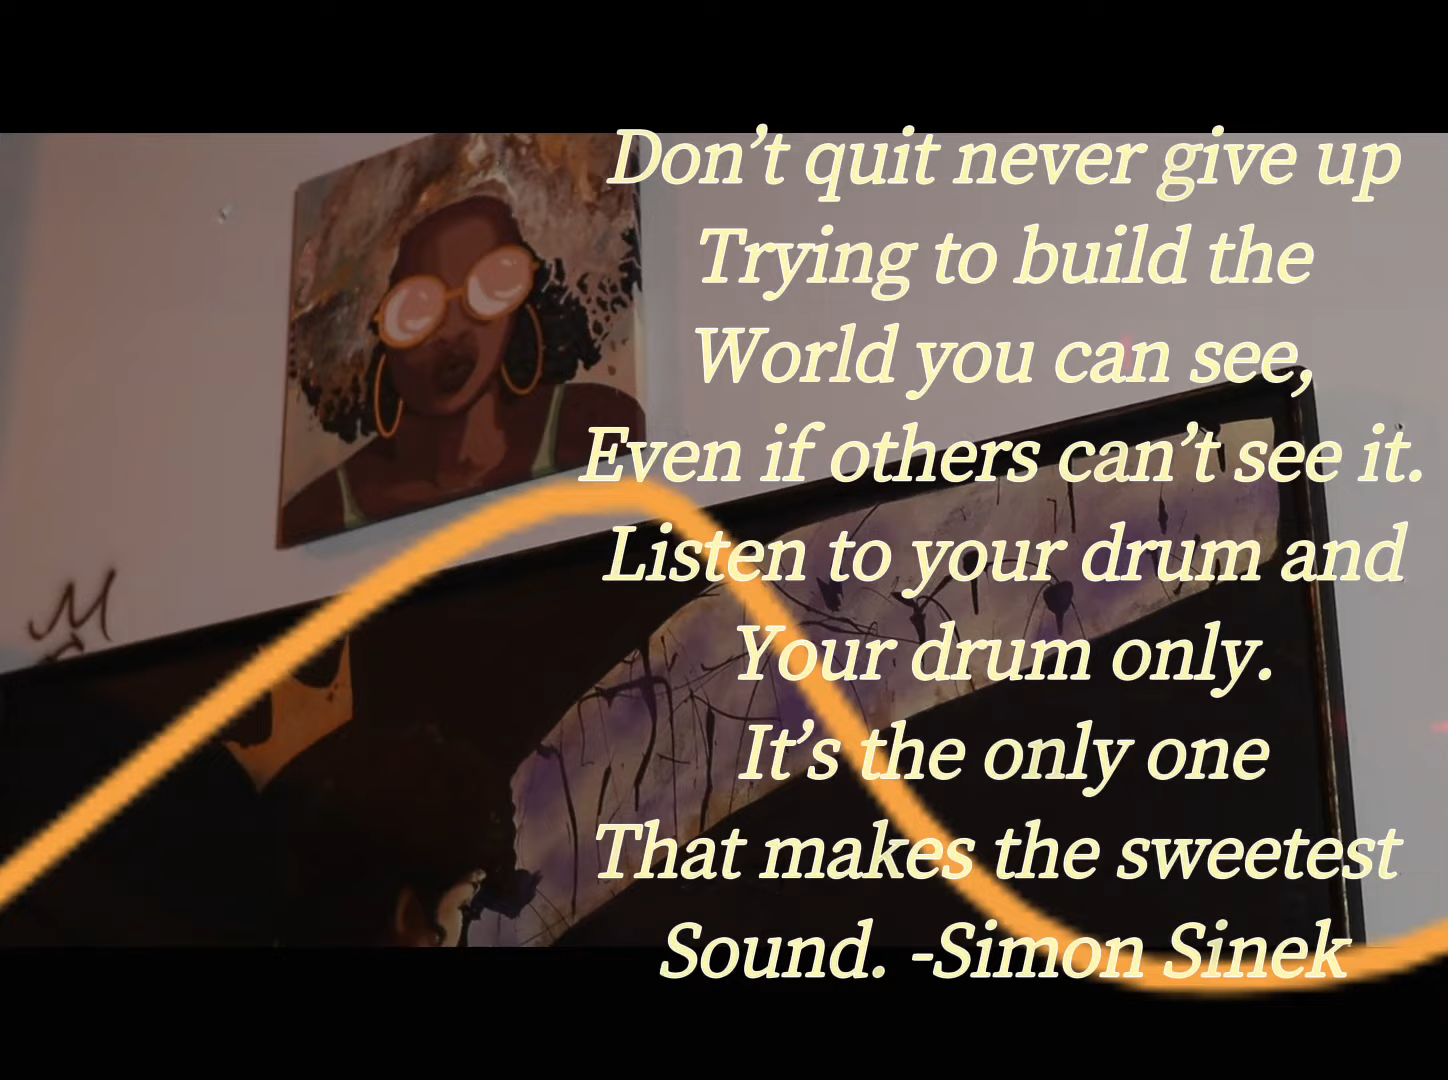 Don’t quit never give up
Trying to build the
World you can see,
Even if others can’t see it.
Listen to your drum and
Your drum only.
It’s the only one
That makes the sweetest
Sound. -Simon Sinek
M